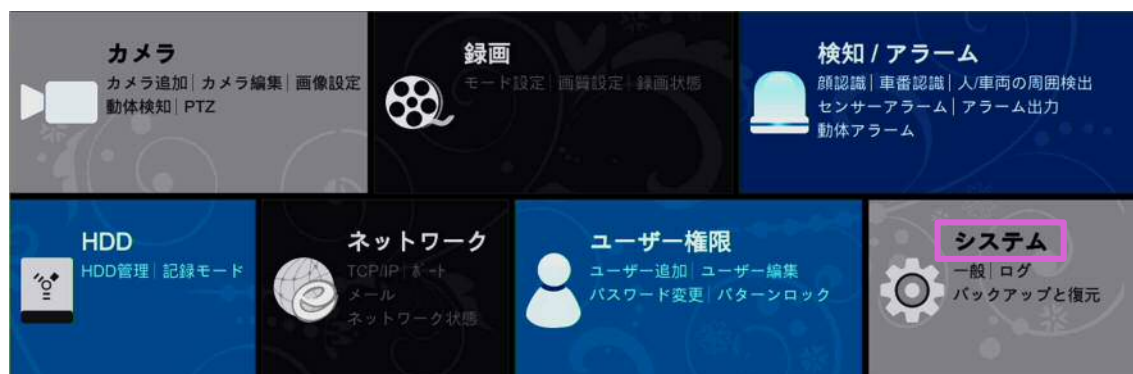 カメラ
カメラ追加│カメラ編集│画像設定
動体検知│PTZ
録画
モード設定│画質設定│録画状態
検知 / アラーム
顔認識│車番認識│人/車両の周囲検出
センサーアラーム│アラーム出力
動体アラーム
HDD
HDD管理│記録モード
ネットワーク
TCP/IP│ポート
メール
ネットワーク状態
ユーザー権限
ユーザー追加│ユーザー編集
パスワード変更│パターンロック
システム
一般│ログ
バックアップと復元